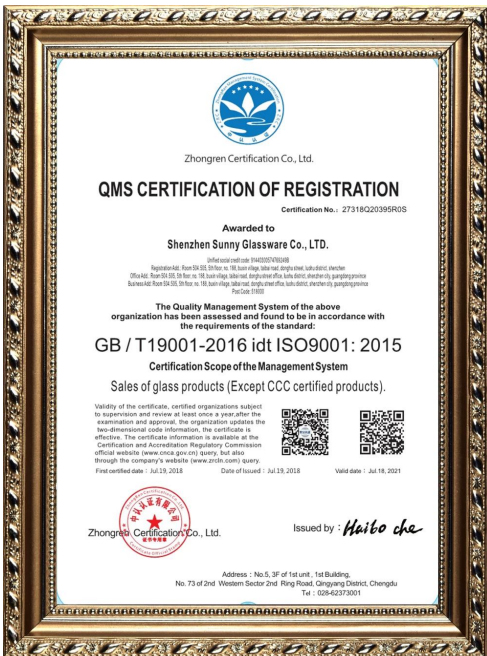 Zhongren Certification Co., Ltd.
QMS CERTIFICATION OF REGISTRATION
Certification No.: 27318Q20395R0S
Awarded to
Shenzhen Sunny Glassware Co., LTD.
The Quality Management System of the above
organization has been assessed and found to be in accordance with
the requirements of the standard:
GB / T19001-2016 idt ISO9001: 2015
Certification Scope of the Management System
Sales of glass products (Except CCC certified products).
Validity of the certificate, certified organizations subject
to supervision and review at least once a year,after the
examination and approval, the organization updates the
two-dimensional code information, the certificate is
effective. The certificate information is available at the
Certification and Accreditation Regulatory Commission
official website (www.cnca.gov.cn) query, but also
through the company's website (www.zrcln.com) query.
First certified date : Jul.19, 2018 Date of Issued : Jul.19, 2018 Valid date : Jul.18, 2021
Zhongren Certification Co., Ltd.
Issued by : Haibo che
Address : No.5, 3F of 1st unit , 1st Building,
No. 73 of 2nd Western Sector 2nd Ring Road, Qingyang District, Chengdu
Tel : 028-62373001